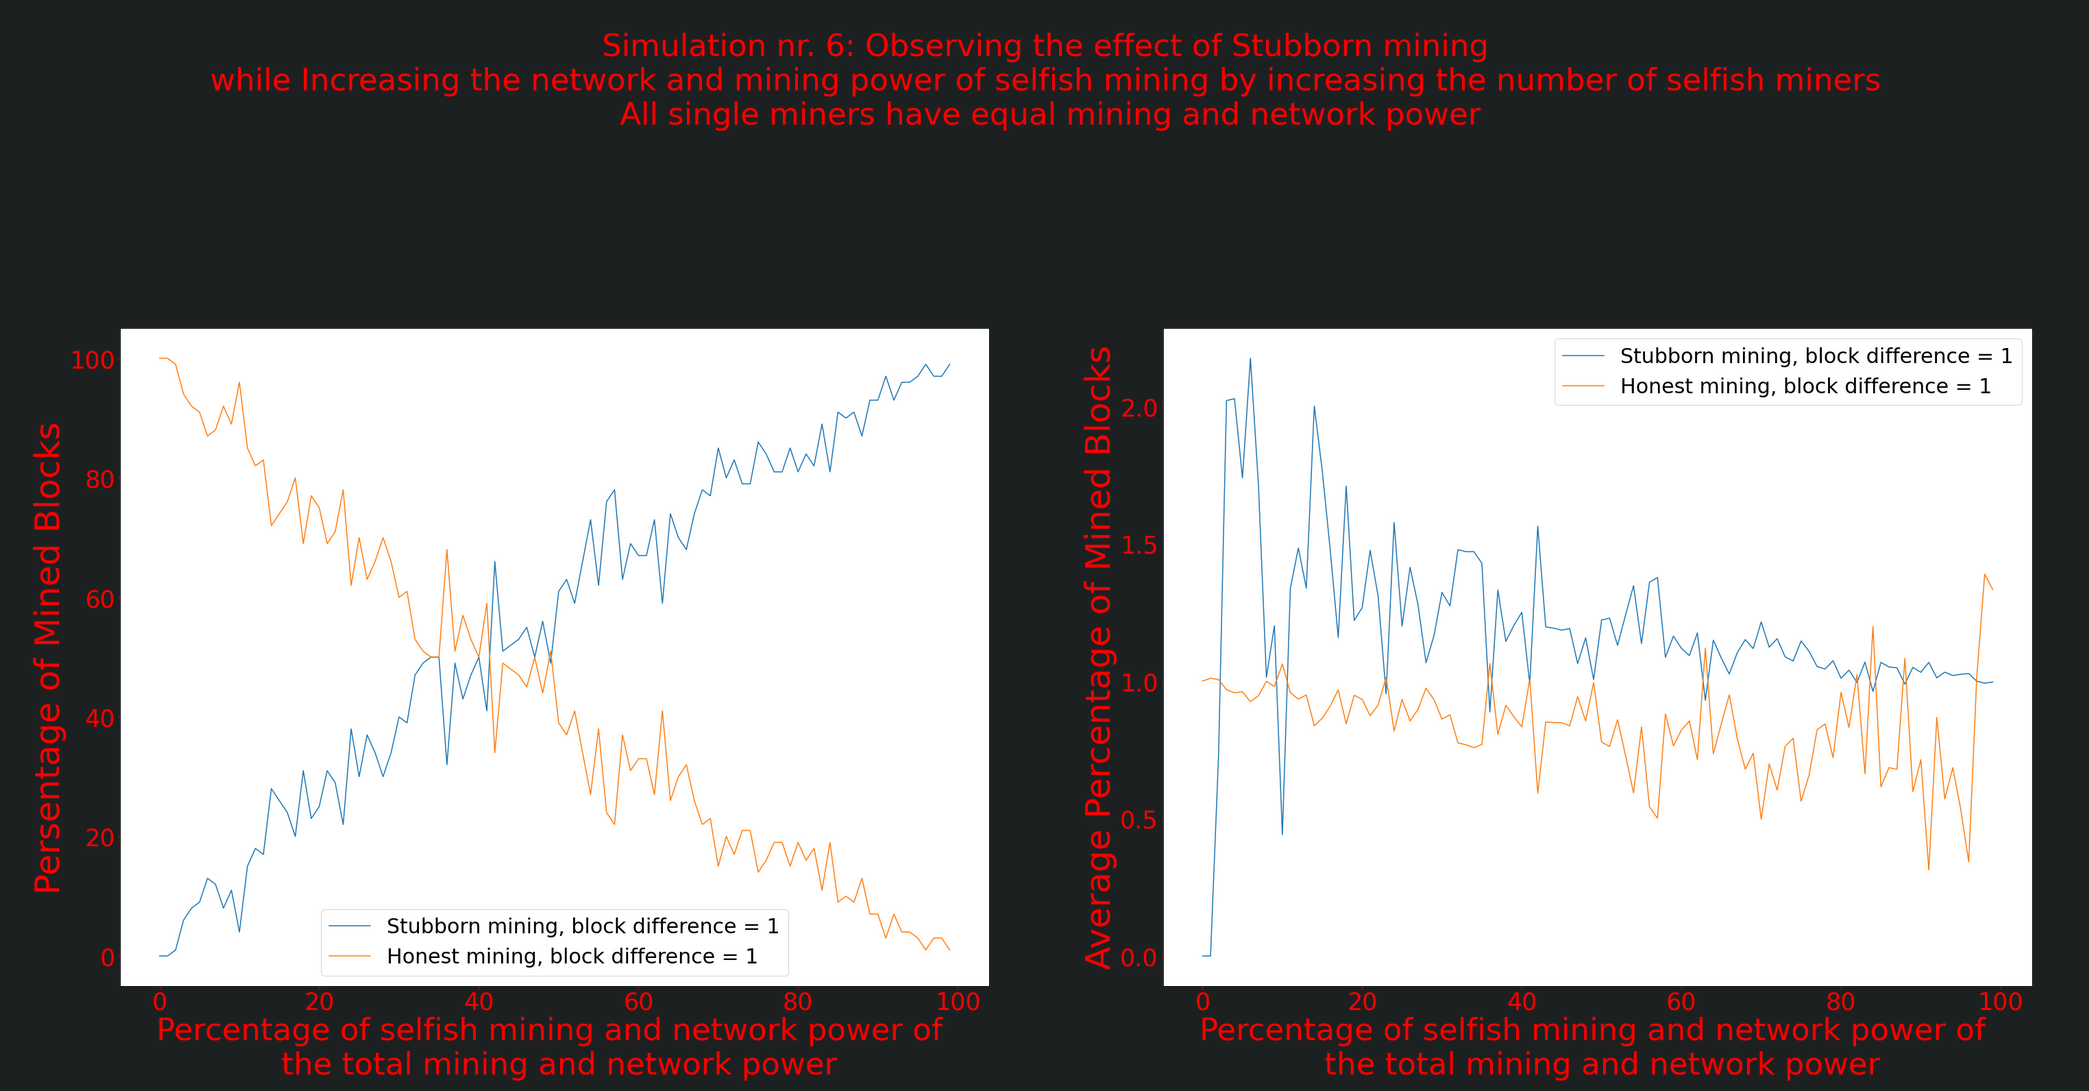 Simulation nr. 6: Observing the effect of Stubborn mining
while Increasing the network and mining power of selfish mining by increasing the number of selfish miners
All single miners have equal mining and network power
Persentage of Mined Blocks
100
80
60
40
20
0
Stubborn mining, block difference = 1
Honest mining, block difference = 1
0 20 40 60 80 100
Percentage of selfish mining and network power of
the total mining and network power
Average Percentage of Mined Blocks
2.0
1.5
1.0
0.5
0.0
Stubborn mining, block difference = 1
Honest mining, block difference = 1
0 20 40 60 80 100
Percentage of selfish mining and network power of
the total mining and network power